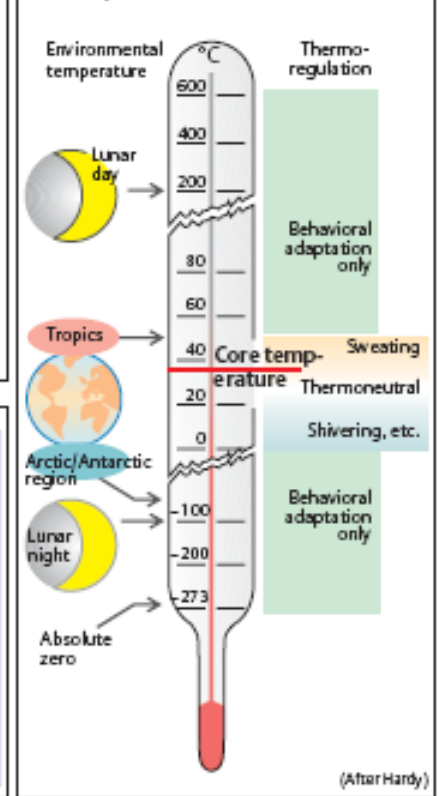 Environmental
temperature
°C
Thermo-
regulation
600
400
Lunar
day
200
Behavioral
adaptation
only
80
60
Tropics
40
Core temp-
erature
Sweating
Thermoneutral
20
Shivering, etc.
0
Arctic/Antarctic
region
-100
Behavioral
adaptation
only
Lunar
night
-200
-273
Absolute
zero
(After Hardy)